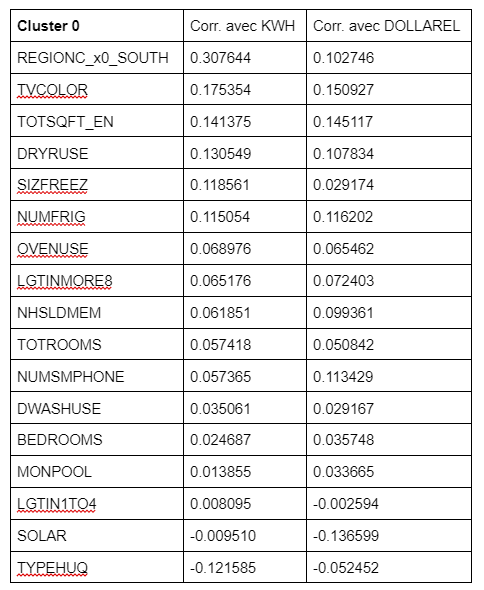 Cluster 0 Corr. avec KWH Corr. avec DOLLAREL
REGIONC_x0_SOUTH 0.307644 0.102746
TVCOLOR 0.175354 0.150927
TOTSQFT_EN 0.141375 0.145117
DRYRUSE 0.130549 0.107834
SIZFREEZ 0.118561 0.029174
NUMFRIG 0.115054 0.116202
OVENUSE 0.068976 0.065462
LGTINMORE8 0.065176 0.072403
NHSLDMEM 0.061851 0.099361
TOTROOMS 0.057418 0.050842
NUMSMPHONE 0.057365 0.113429
DWASHUSE 0.035061 0.029167
BEDROOMS 0.024687 0.035748
MONPOOL 0.013855 0.033665
LGTIN1TO4 0.008095 -0.002594
SOLAR -0.009510 -0.136599
TYPEHUQ -0.121585 -0.052452